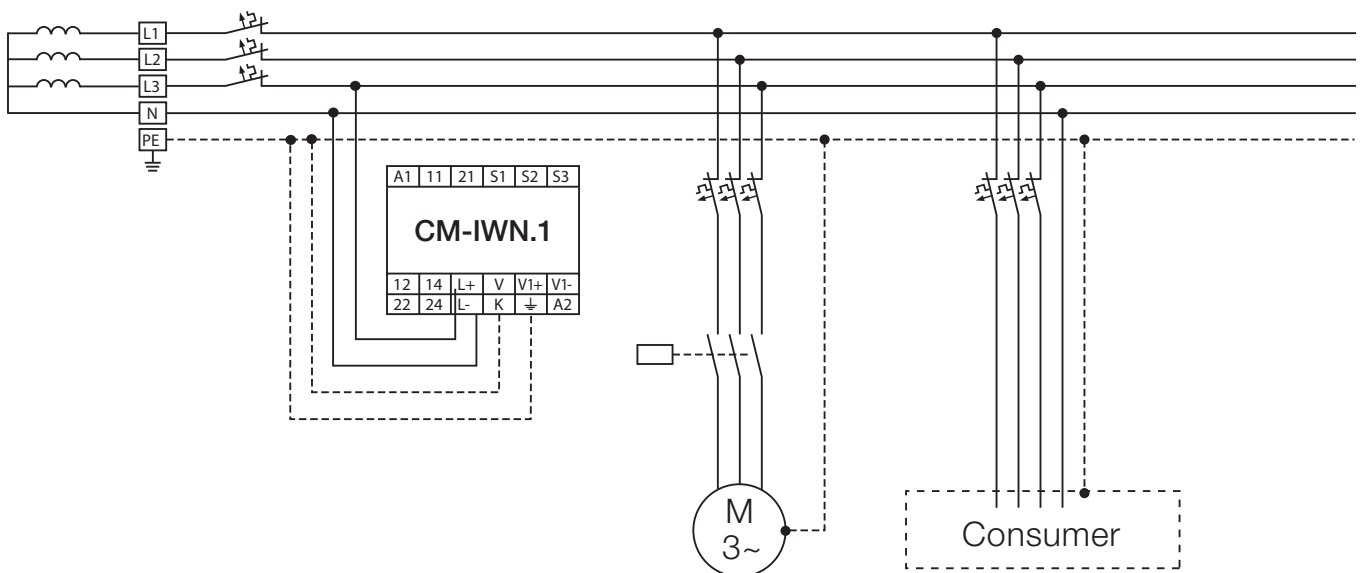 L1
L2
L3
N
PE
A1 11 21 S1 S2 S3
CM-IWN.1
12 14 L+ V V1+ V1-
22 24 L- K ⏚ A2
M
3~
Consumer